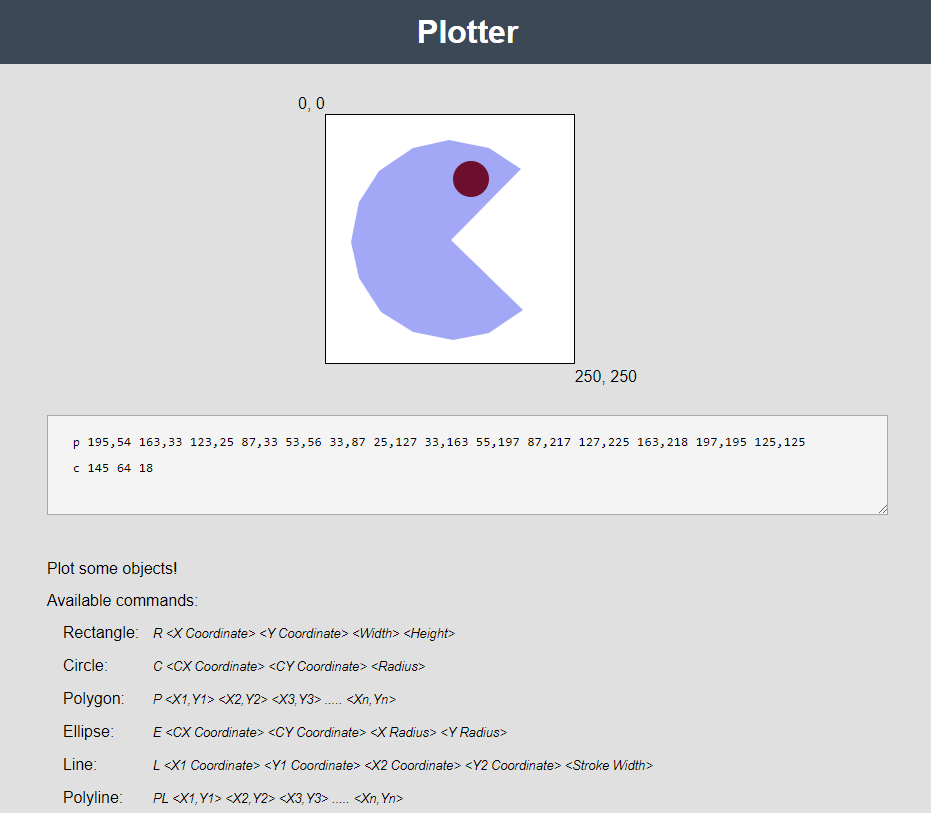 Plotter
0, 0
250, 250
p 195,54 163,33 123,25 87,33 53,56 33,87 25,127 33,163 55,197 87,217 127,225 163,218 197,195 125,125
c 145 64 18
Plot some objects!
Available commands:
Rectangle: R <X Coordinate> <Y Coordinate> <Width> <Height>
Circle: C <CX Coordinate> <CY Coordinate> <Radius>
Polygon: P <X1,Y1> <X2,Y2> <X3,Y3> ..... <Xn,Yn>
Ellipse: E <CX Coordinate> <CY Coordinate> <X Radius> <Y Radius>
Line: L <X1 Coordinate> <Y1 Coordinate> <X2 Coordinate> <Y2 Coordinate> <Stroke Width>
Polyline: PL <X1,Y1> <X2,Y2> <X3,Y3> ..... <Xn,Yn>